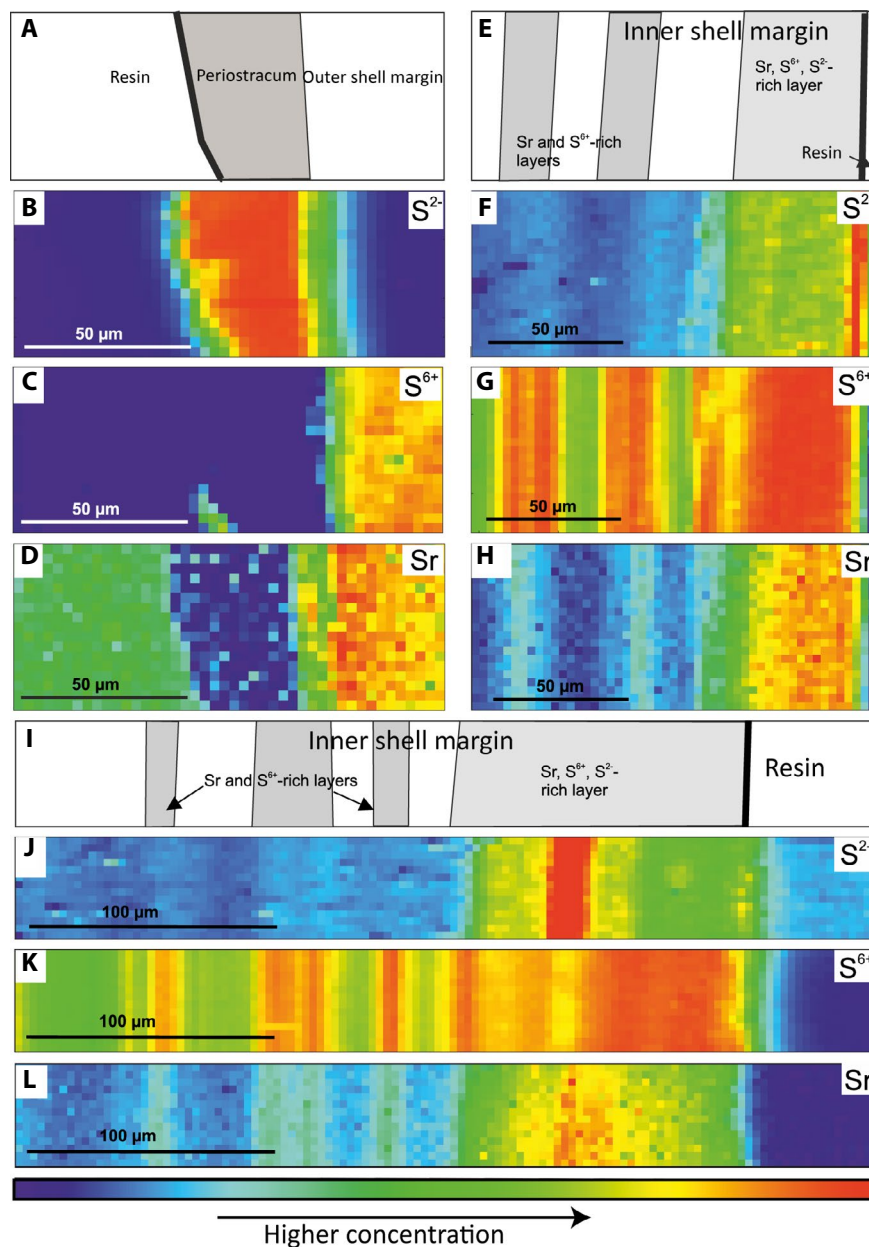 A
Resin
Periostracum
Outer shell margin
B
S2-
50 µm
C
S6+
50 µm
D
Sr
50 µm
E
Inner shell margin
Sr, S6+, S2-
rich layer
Sr and S6+-rich
layers
Resin
F
S2
50 µm
G
S6+
50 µm
H
Sr
50 µm
I
Inner shell margin
Sr and S6+-rich layers
Sr, S6+, S2-
rich layer
Resin
J
S2-
100 µm
K
S6+
100 µm
L
Sr
100 µm
Higher concentration